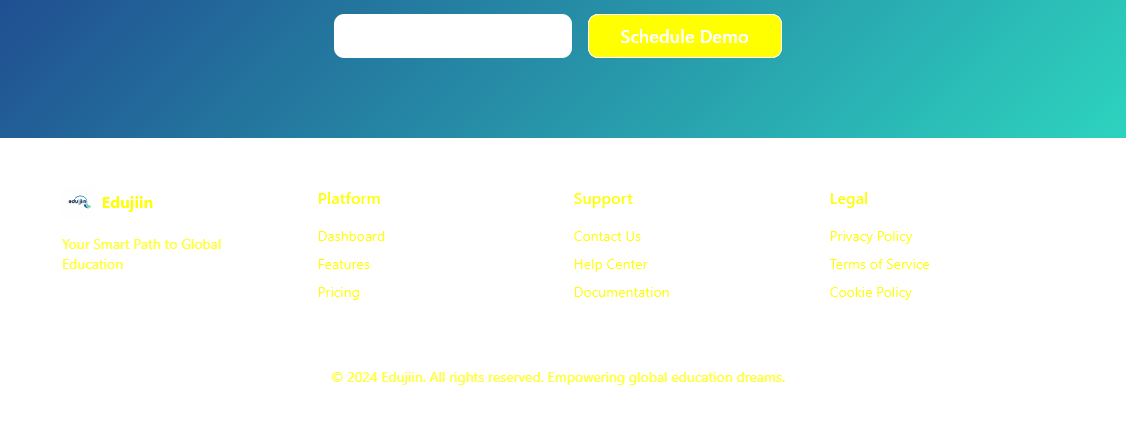 Schedule Demo
edujiin
Edujiin
Your Smart Path to Global
Education
Platform
Dashboard
Features
Pricing
Support
Contact Us
Help Center
Documentation
Legal
Privacy Policy
Terms of Service
Cookie Policy
© 2024 Edujiin. All rights reserved. Empowering global education dreams.